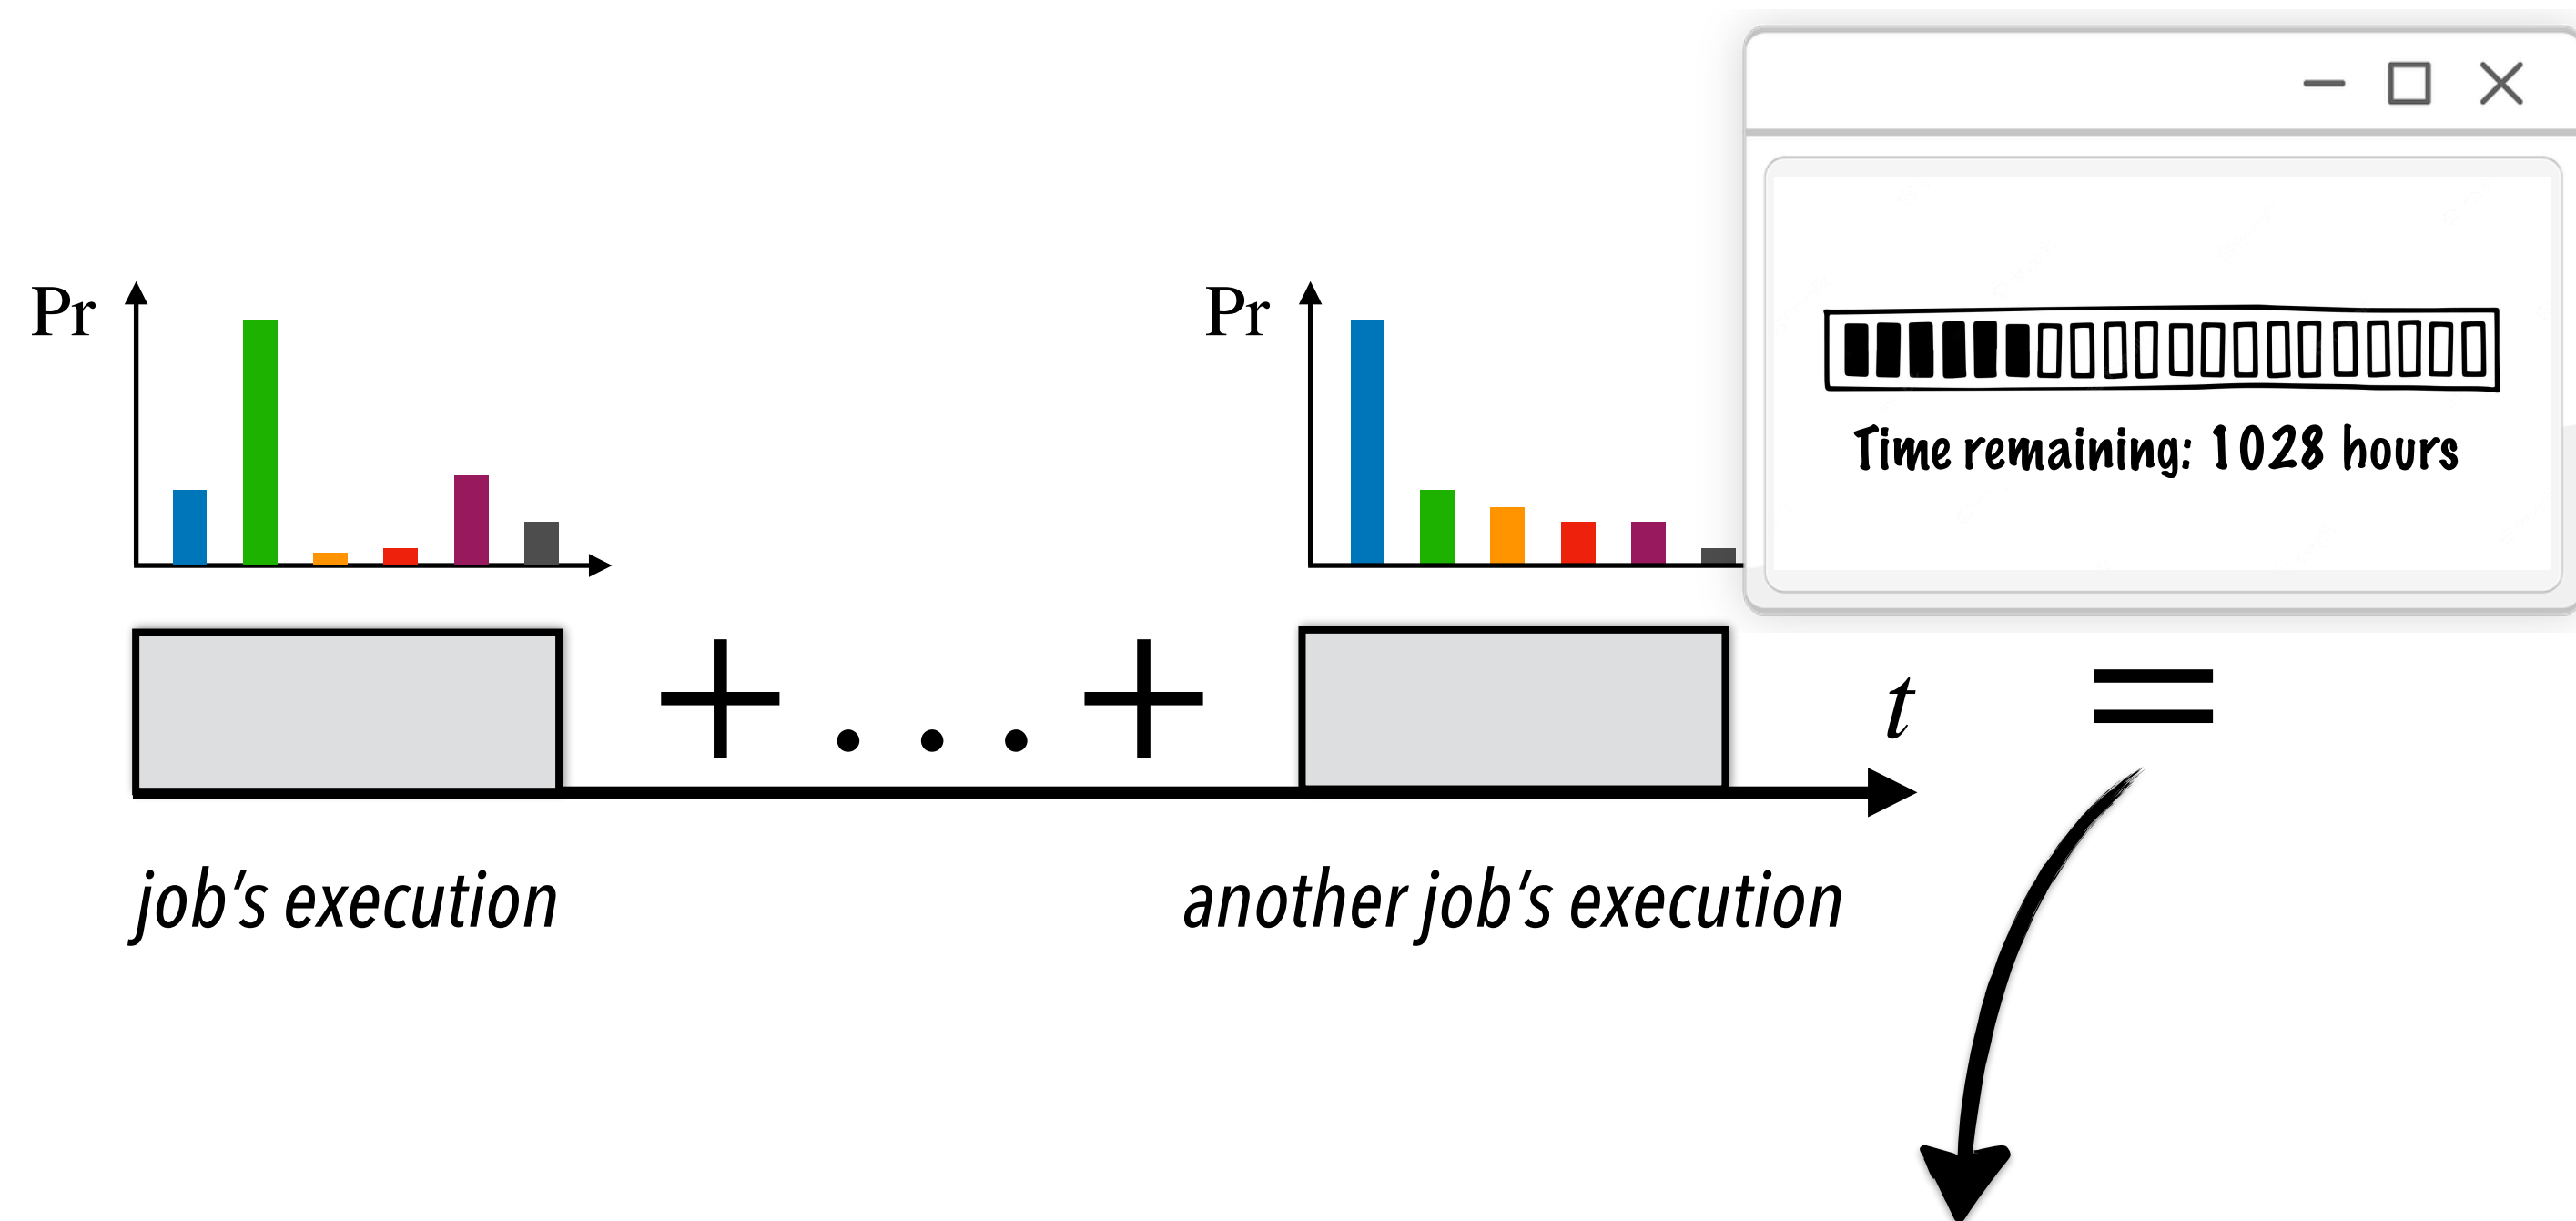 Pr
Pr
Time remaining: 1028 hours
+ . . . +
t
=
job's execution
another job's execution